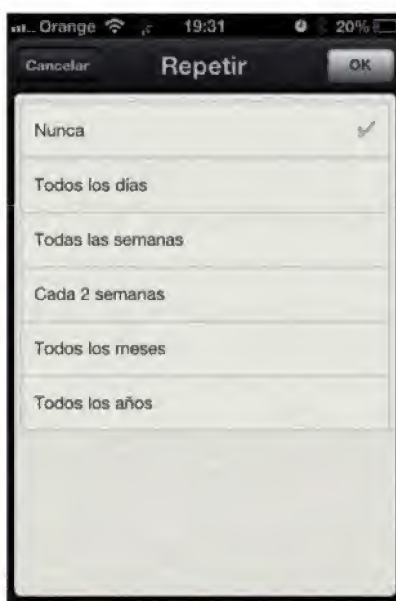 Orange 19:31 20%
Cancelar Repetir OK
Nunca
Todos los días
Todas las semanas
Cada 2 semanas
Todos los meses
Todos los años